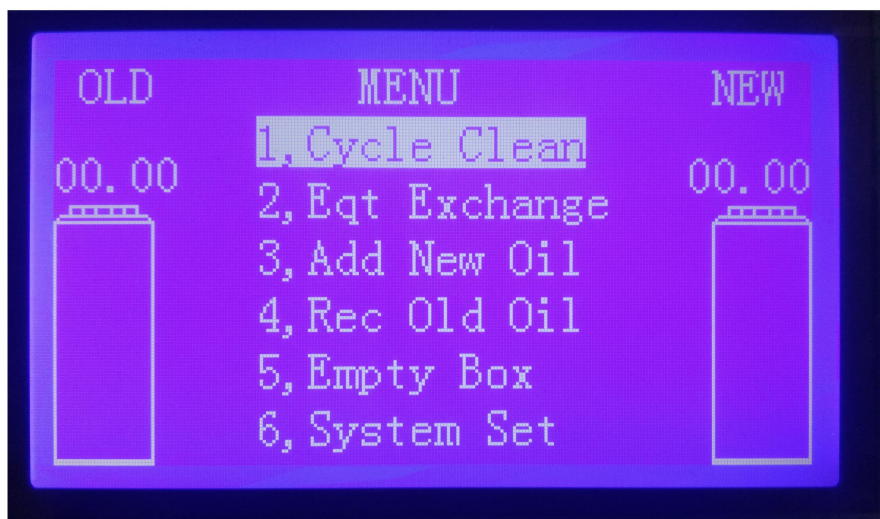 OLD MENU NEW
1,Cycle Clean
00.00 00.00
2,Eqt Exchange
3,Add New Oil
4,Rec Old Oil
5,Empty Box
6,System Set